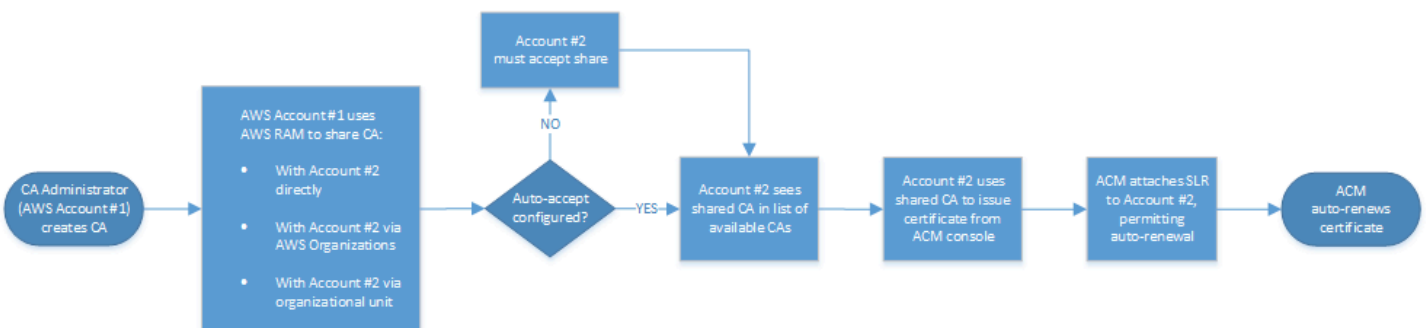 CA Administrator
(AWS Account #1)
creates CA
AWS Account #1 uses
AWS RAM to share CA:
• With Account #2
directly
• With Account #2 via
AWS Organizations
• With Account #2 via
organizational unit
Auto-accept
configured?
NO
Account #2
must accept share
YES
Account #2 sees
shared CA in list of
available CAs
Account #2 uses
shared CA to issue
certificate from
ACM console
ACM attaches SLR
to Account #2,
permitting
auto-renewal
ACM
auto-renews
certificate